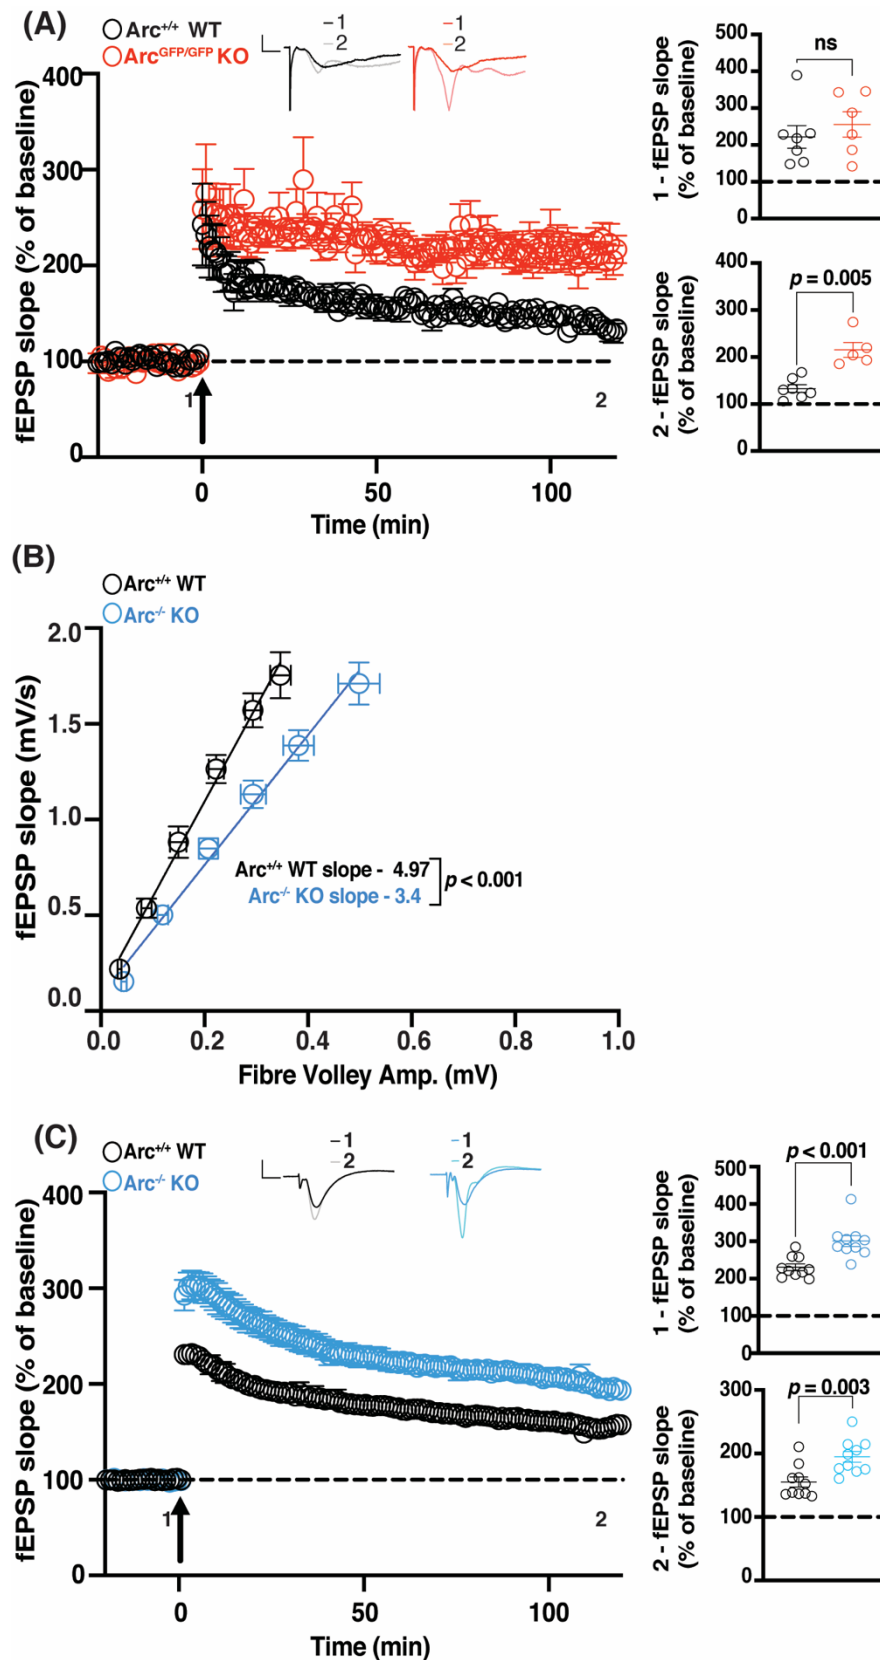 (A)
Arc+/+ WT
ArcGFP/GFP KO
–1
–2
–1
–2
fEPSP slope (% of baseline)
400
300
200
100
0
1
2
0
50
100
Time (min)
ns
1 - fEPSP slope
(% of baseline)
500
400
300
200
100
0
p = 0.005
2 - fEPSP slope
(% of baseline)
400
300
200
100
0
(B)
Arc+/+ WT
Arc-/- KO
fEPSP slope (mV/s)
2.0
1.5
1.0
0.5
0.0
Arc+/+ WT slope - 4.97
Arc-/- KO slope - 3.4
p < 0.001
0.0
0.2
0.4
0.6
0.8
1.0
Fibre Volley Amp. (mV)
(C)
Arc+/+ WT
Arc-/- KO
–1
–2
–1
–2
fEPSP slope (% of baseline)
400
300
200
100
0
1
2
0
50
100
Time (min)
p < 0.001
1 - fEPSP slope
(% of baseline)
500
400
300
200
100
0
p = 0.003
2 - fEPSP slope
(% of baseline)
300
200
100
0